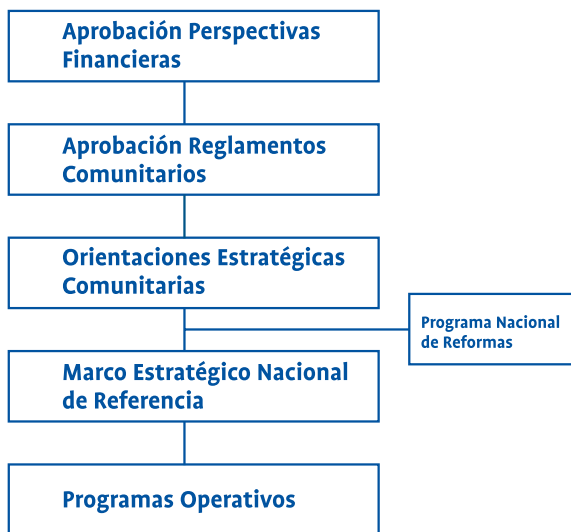 Aprobación Perspectivas
Financieras
Aprobación Reglamentos
Comunitarios
Orientaciones Estratégicas
Comunitarias
Programa Nacional
de Reformas
Marco Estratégico Nacional
de Referencia
Programas Operativos